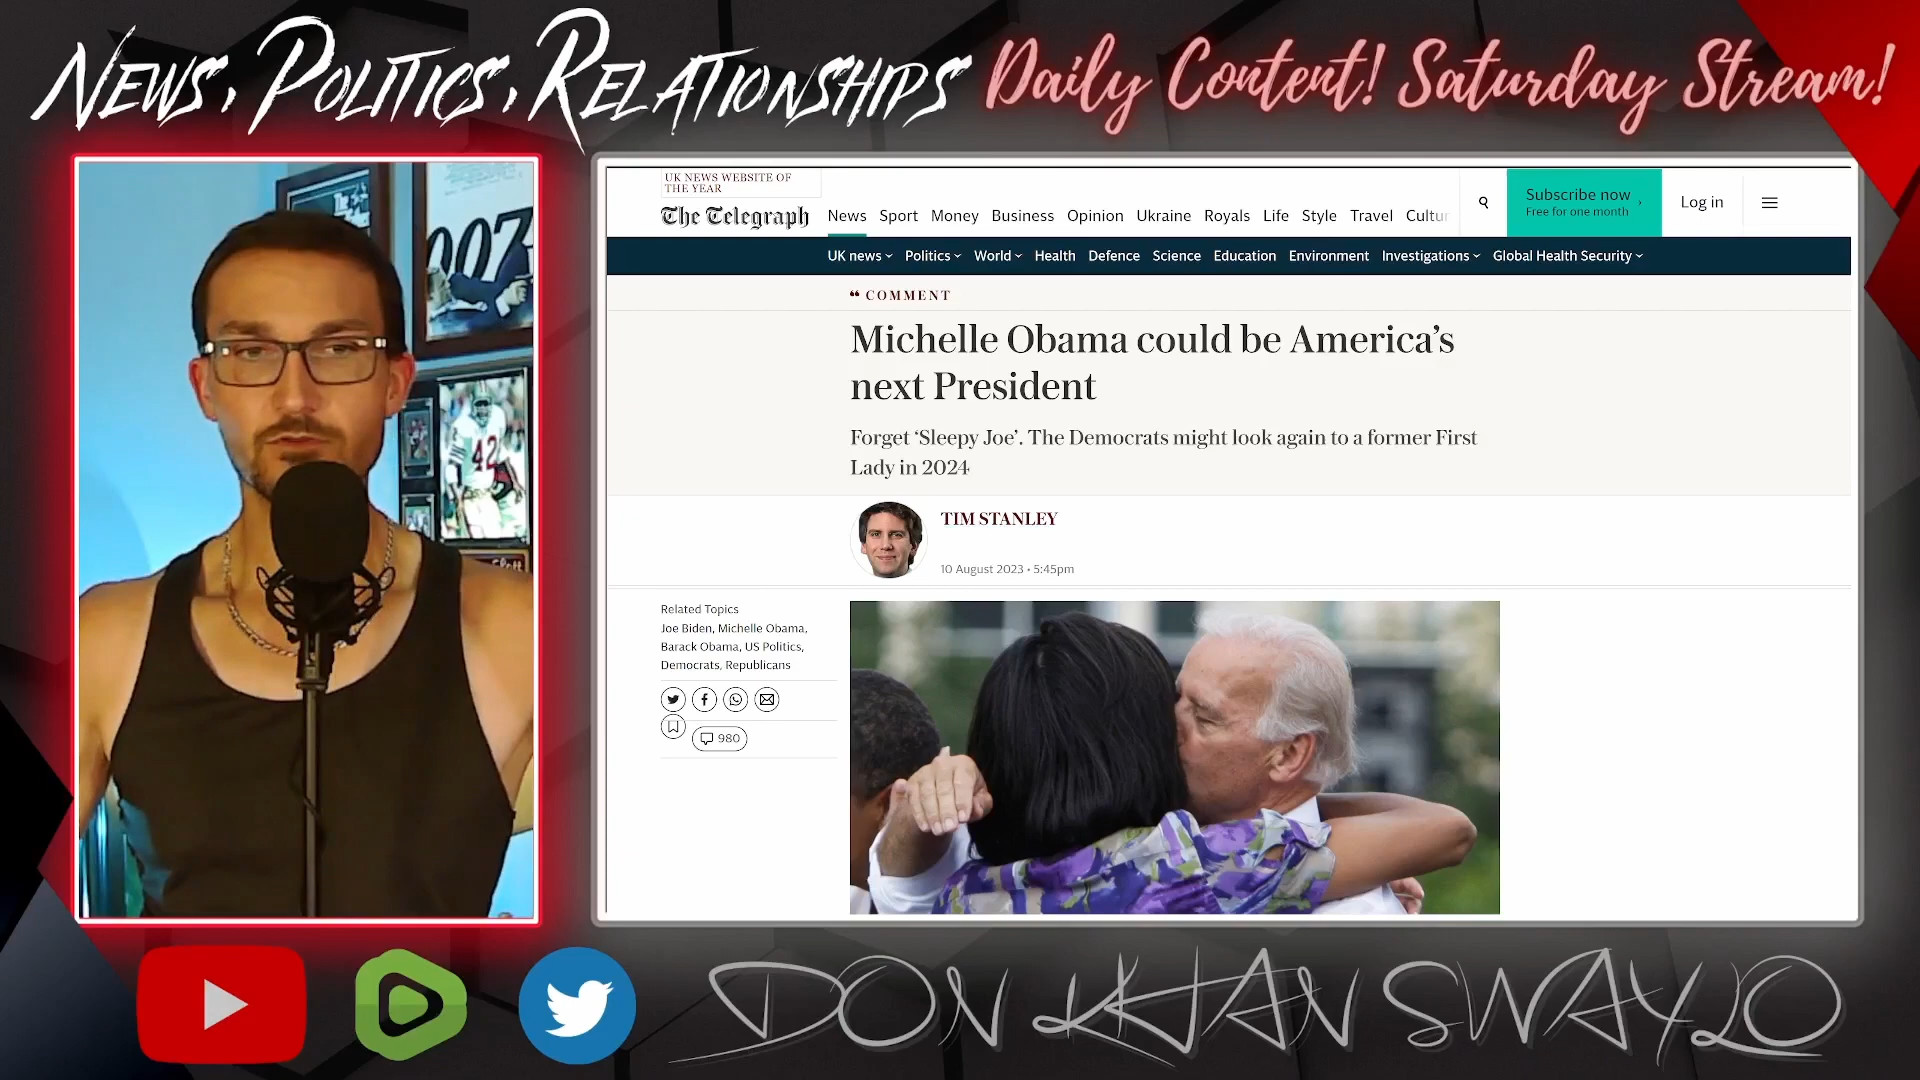 News, Politics, Relationships
Daily Content! Saturday Stream!
UK NEWS WEBSITE OF
THE YEAR
The Telegraph
News Sport Money Business Opinion Ukraine Royals Life Style Travel Cultur
Subscribe now
Free for one month
Log in
UK news Politics World Health Defence Science Education Environment Investigations Global Health Security
“ COMMENT
Michelle Obama could be America’s
next President
Forget ‘Sleepy Joe’. The Democrats might look again to a former First
Lady in 2024
TIM STANLEY
10 August 2023 • 5:45pm
Related Topics
Joe Biden, Michelle Obama,
Barack Obama, US Politics,
Democrats, Republicans
980
007
42
DON KHAN SWAYLO